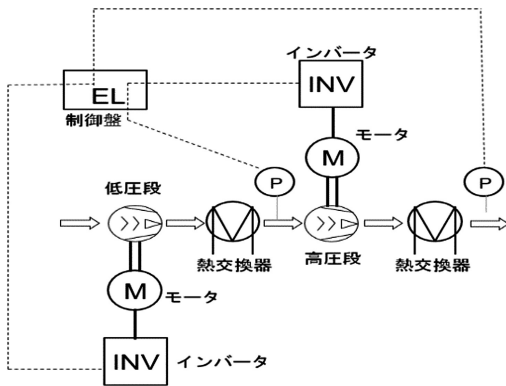 インバータ
INV
EL
制御盤
モータ
M
P
P
低圧段
熱交換器
高圧段
熱交換器
M
モータ
INV
インバータ